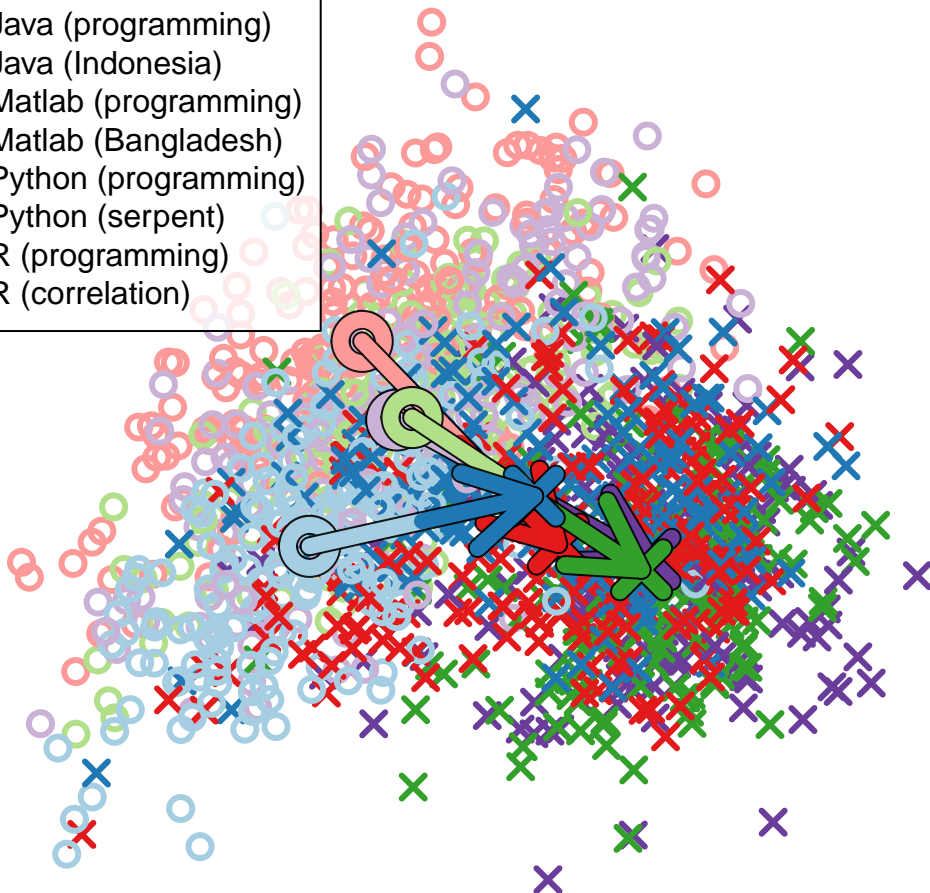 Java (programming)
Java (Indonesia)
Matlab (programming)
Matlab (Bangladesh)
Python (programming)
Python (serpent)
R (programming)
R (correlation)